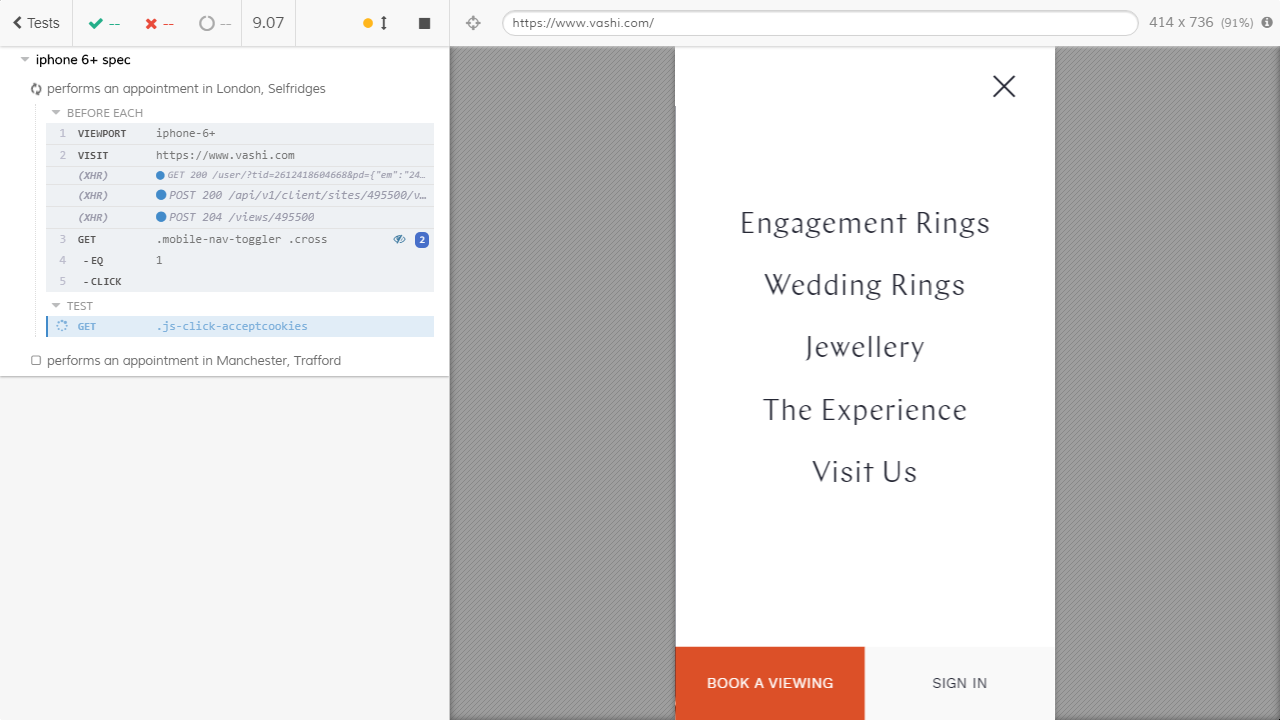 Tests
--
--
--
9.07
https://www.vashi.com/
414 x 736 (91%)
iphone 6+ spec
performs an appointment in London, Selfridges
BEFORE EACH
1 VIEWPORT iphone-6+
2 VISIT https://www.vashi.com
(XHR) GET 200 /user/?tid=2612418604668&pd={"em":"24…
(XHR) POST 200 /api/v1/client/sites/495500/v…
(XHR) POST 204 /views/495500
3 GET .mobile-nav-toggler .cross 2
4 -EQ 1
5 -CLICK
TEST
GET .js-click-acceptcookies
performs an appointment in Manchester, Trafford
Engagement Rings
Wedding Rings
Jewellery
The Experience
Visit Us
BOOK A VIEWING
SIGN IN